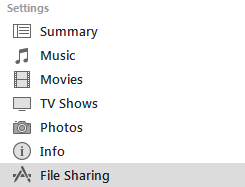 Settings
Summary
Music
Movies
TV Shows
Photos
Info
File Sharing